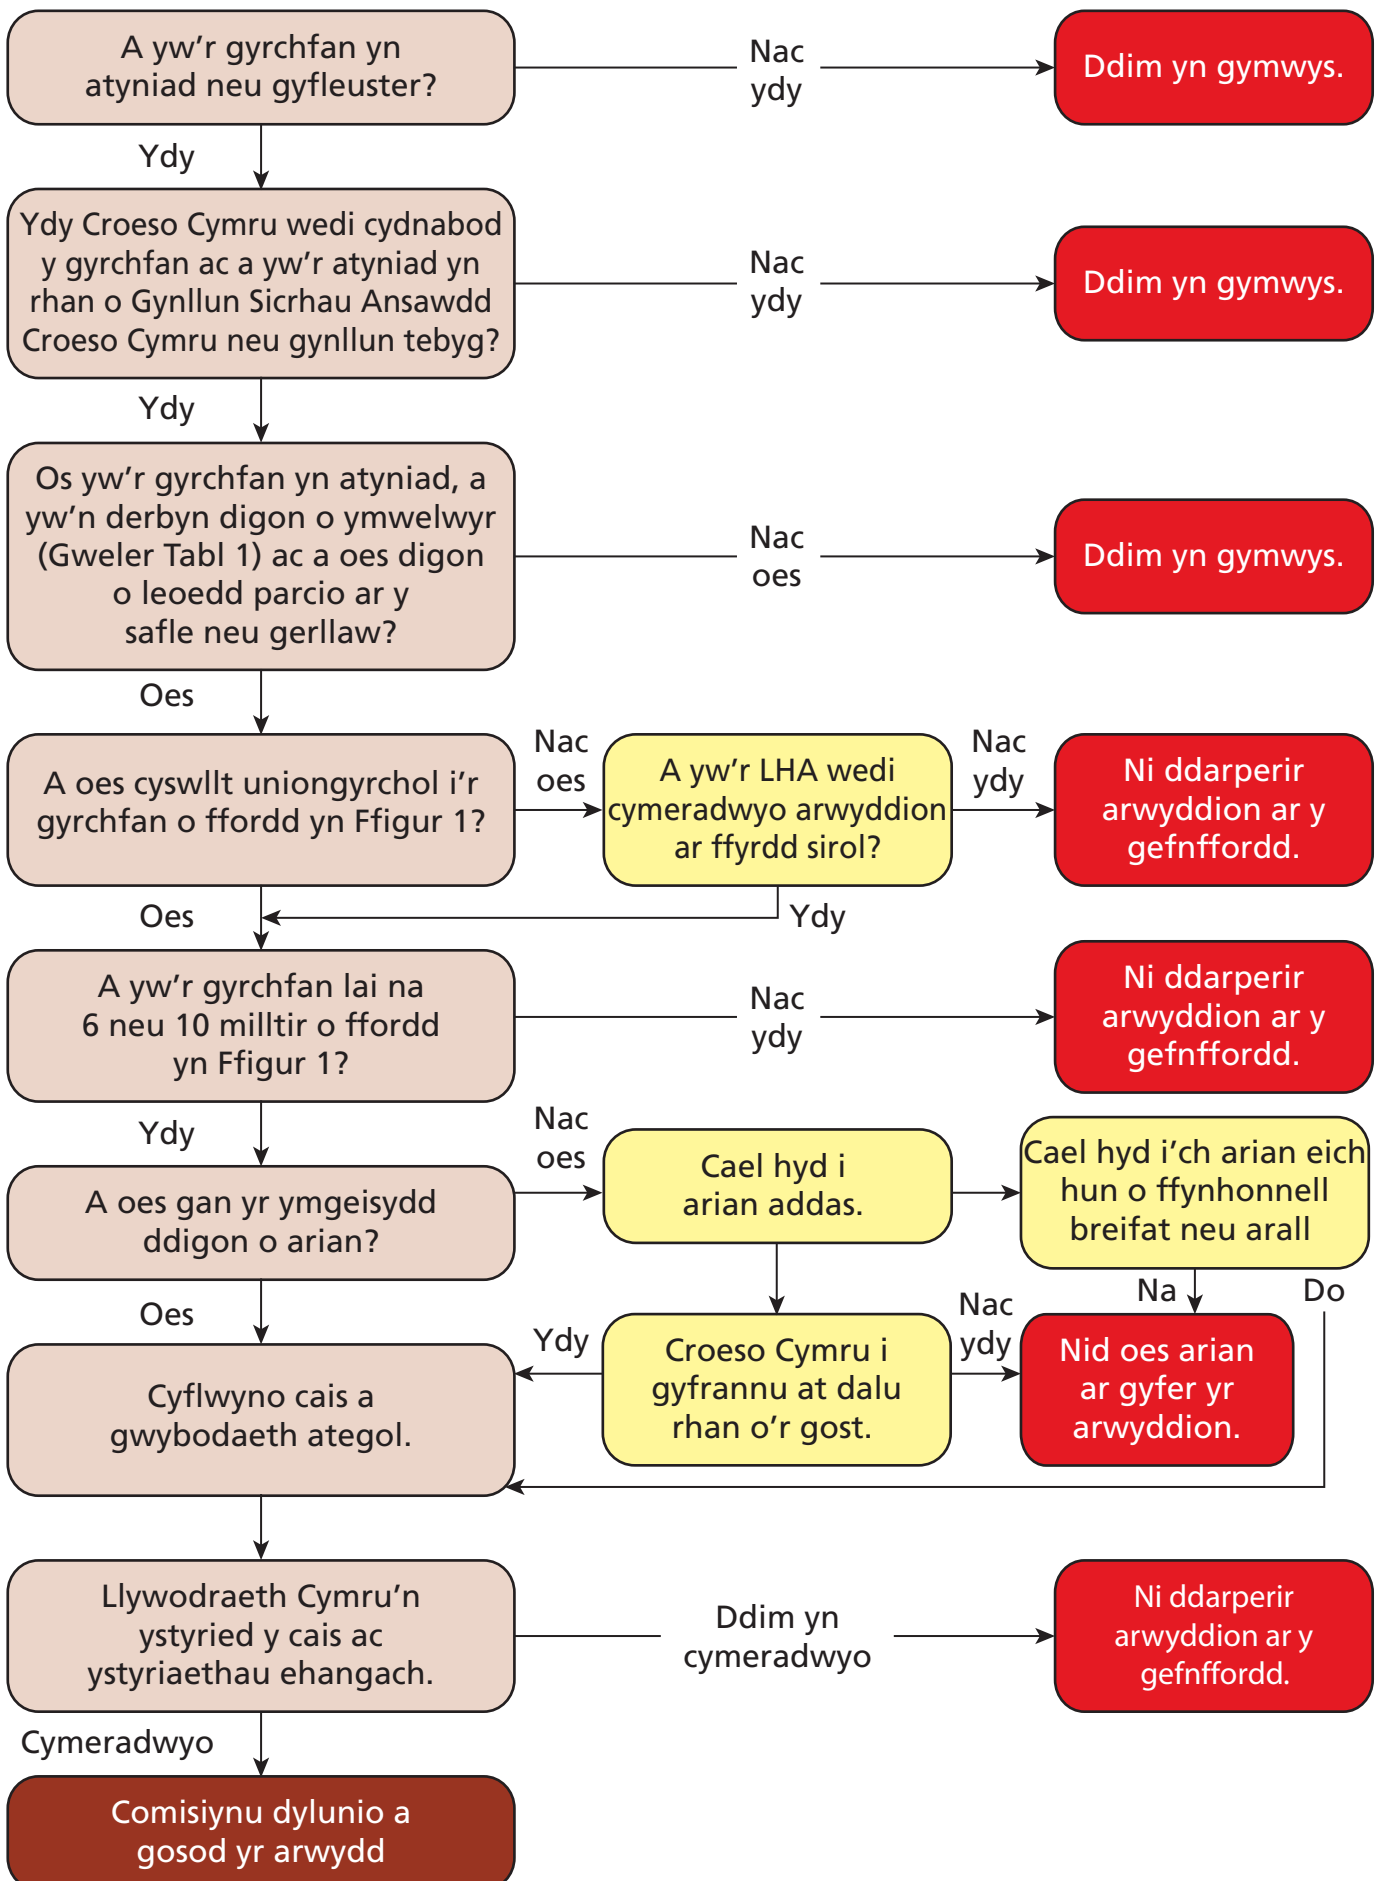 A yw'r gyrchfan yn
atyniad neu gyfleuster?
Nac
ydy
Ddim yn gymwys.
Ydy
Ydy Croeso Cymru wedi cydnabod
y gyrchfan ac a yw'r atyniad yn
rhan o Gynllun Sicrhau Ansawdd
Croeso Cymru neu gynllun tebyg?
Nac
ydy
Ddim yn gymwys.
Ydy
Os yw'r gyrchfan yn atyniad, a
yw'n derbyn digon o ymwelwyr
(Gweler Tabl 1) ac a oes digon
o leoedd parcio ar y
safle neu gerllaw?
Nac
oes
Ddim yn gymwys.
Oes
A oes cyswllt uniongyrchol i'r
gyrchfan o ffordd yn Ffigur 1?
Nac
oes
A yw'r LHA wedi
cymeradwyo arwyddion
ar ffyrdd sirol?
Nac
ydy
Ni ddarperir
arwyddion ar y
gefnffordd.
Oes
Ydy
A yw'r gyrchfan lai na
6 neu 10 milltir o ffordd
yn Ffigur 1?
Nac
ydy
Ni ddarperir
arwyddion ar y
gefnffordd.
Ydy
A oes gan yr ymgeisydd
ddigon o arian?
Nac
oes
Cael hyd i
arian addas.
Cael hyd i'ch arian eich
hun o ffynhonnell
breifat neu arall
Oes
Na
Do
Cyflwyno cais a
gwybodaeth ategol.
Ydy
Croeso Cymru i
gyfrannu at dalu
rhan o'r gost.
Nac
ydy
Nid oes arian
ar gyfer yr
arwyddion.
Llywodraeth Cymru'n
ystyried y cais ac
ystyriaethau ehangach.
Ddim yn
cymeradwyo
Ni ddarperir
arwyddion ar y
gefnffordd.
Cymeradwyo
Comisiynu dylunio a
gosod yr arwydd